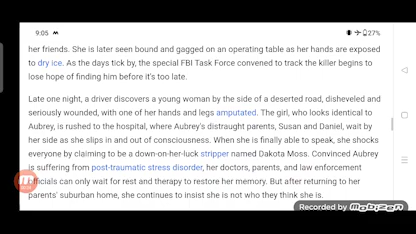 9:05 M 27%
her friends. She is later seen bound and gagged on an operating table as her hands are exposed
to dry ice. As the days tick by, the special FBI Task Force convened to track the killer begins to
lose hope of finding him before it's too late.
Late one night, a driver discovers a young woman by the side of a deserted road, disheveled and
seriously wounded, with one of her hands and legs amputated. The girl, who looks identical to
Aubrey, is rushed to the hospital, where Aubrey's distraught parents, Susan and Daniel, wait by
her side as she slips in and out of consciousness. When she is finally able to speak, she shocks
everyone by claiming to be a down-on-her-luck stripper named Dakota Moss. Convinced Aubrey
is suffering from post-traumatic stress disorder, her doctors, parents, and law enforcement
officials can only wait for rest and therapy to restore her memory. But after returning to her
parents' suburban home, she continues to insist she is not who they think she is.
Recorded by Mobizen